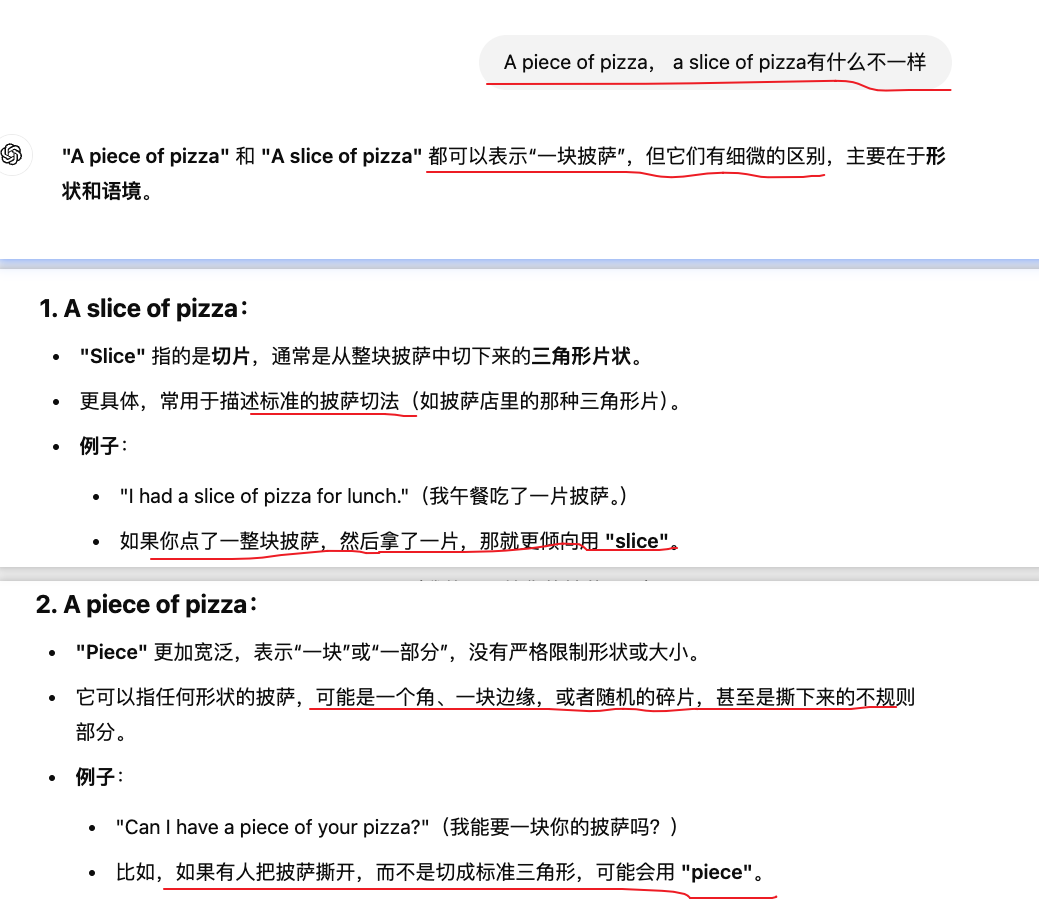 A piece of pizza， a slice of pizza有什么不一样
"A piece of pizza" 和 "A slice of pizza" 都可以表示“一块披萨”，但它们有细微的区别，主要在于形
状和语境。
1. A slice of pizza：
• "Slice" 指的是切片，通常是从整块披萨中切下来的三角形片状。
• 更具体，常用于描述标准的披萨切法（如披萨店里的那种三角形片）。
• 例子：
• "I had a slice of pizza for lunch."（我午餐吃了一片披萨。）
• 如果你点了一整块披萨，然后拿了一片，那就更倾向用 "slice"。
2. A piece of pizza：
• "Piece" 更加宽泛，表示“一块”或“一部分”，没有严格限制形状或大小。
• 它可以指任何形状的披萨，可能是一个角、一块边缘，或者随机的碎片，甚至是撕下来的不规则
部分。
• 例子：
• "Can I have a piece of your pizza?"（我能要一块你的披萨吗？）
• 比如，如果有人把披萨撕开，而不是切成标准三角形，可能会用 "piece"。